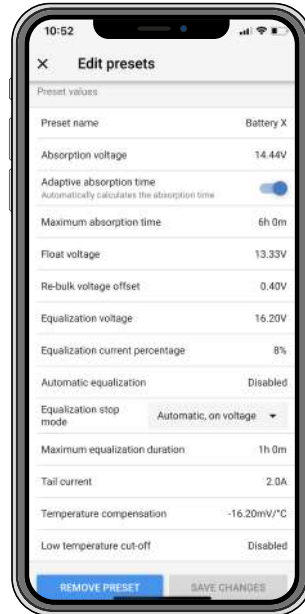 10:52
× Edit presets
Preset values
Preset name Battery X
Absorption voltage 14.44V
Adaptive absorption time
Automatically calculates the absorption time
Maximum absorption time 6h 0m
Float voltage 13.33V
Re-bulk voltage offset 0.40V
Equalization voltage 16.20V
Equalization current percentage 8%
Automatic equalization Disabled
Equalization stop mode Automatic, on voltage
Maximum equalization duration 1h 0m
Tail current 2.0A
Temperature compensation -16.20mV/°C
Low temperature cut-off Disabled
REMOVE PRESET SAVE CHANGES